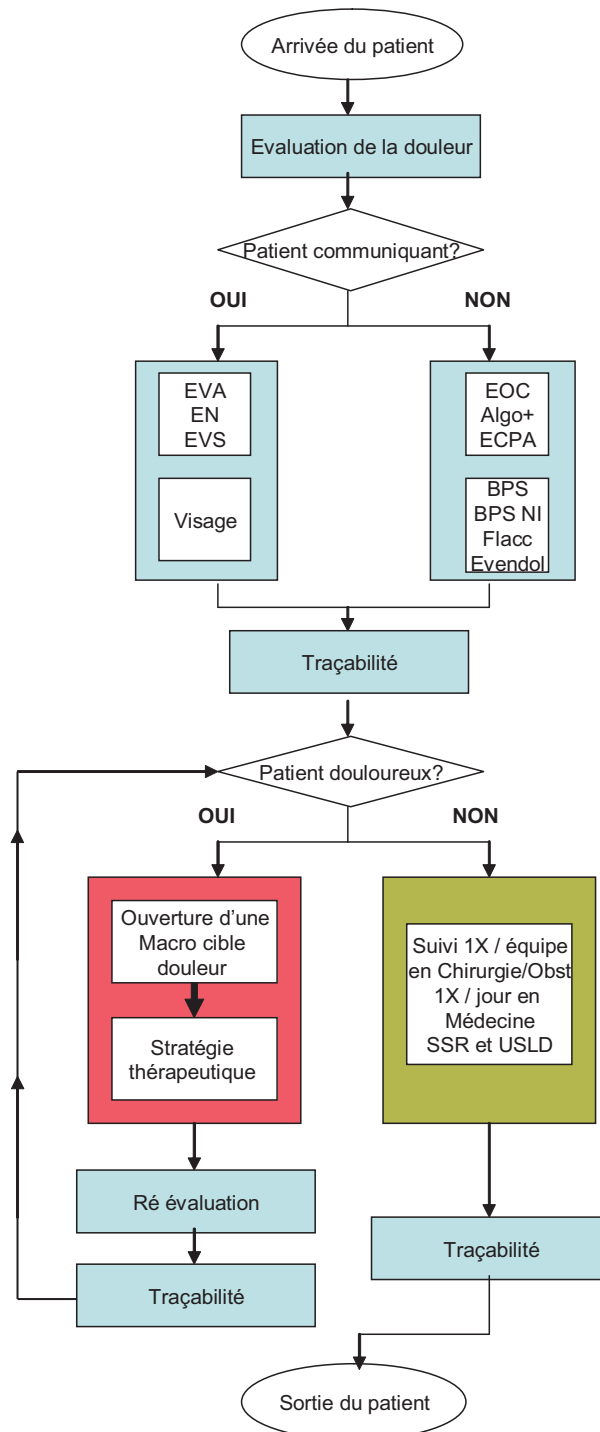 Arrivée du patient
Evaluation de la douleur
Patient communiquant?
OUI
NON
EVA
EN
EVS
Visage
EOC
Algo+
ECPA
BPS
BPS NI
Flacc
Evendol
Traçabilité
Patient douloureux?
OUI
NON
Ouverture d'une
Macro cible
douleur
Stratégie
thérapeutique
Suivi 1X / équipe
en Chirurgie/Obst
1X / jour en
Médecine
SSR et USLD
Ré évaluation
Traçabilité
Traçabilité
Sortie du patient